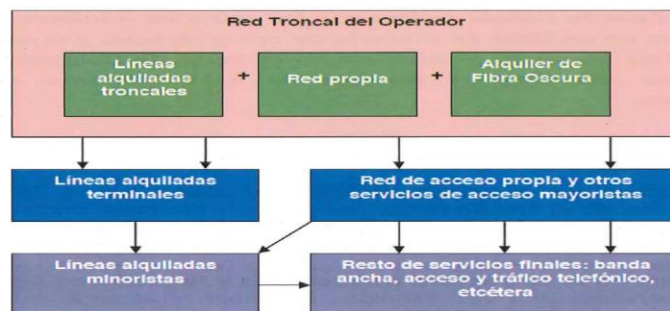 Red Troncal del Operador
Líneas
alquiladas
troncales
+
Red propia
+
Alquiler de
Fibra Oscura
Líneas alquiladas
terminales
Red de acceso propia y otros
servicios de acceso mayoristas
Líneas alquiladas
minoristas
Resto de servicios finales: banda
ancha, acceso y tráfico telefónico,
etcétera